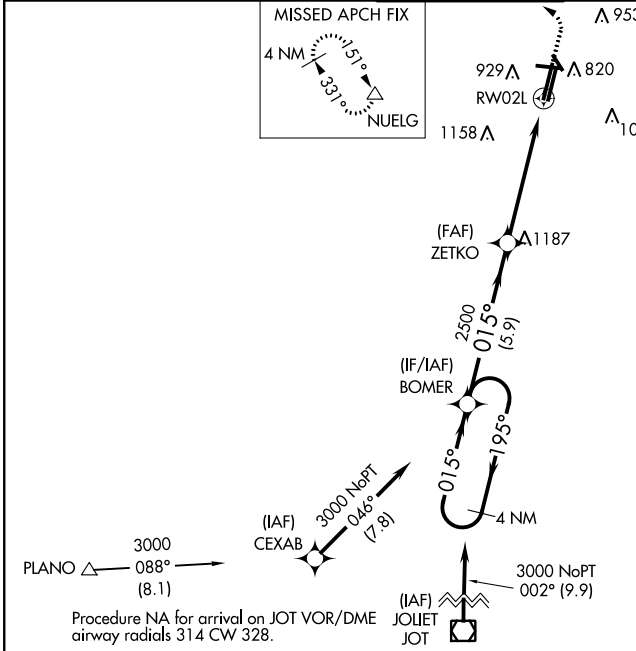 MISSED APCH FIX
4 NM
151°
331°
NUELG
953
929
820
RW02L
1158
10
(FAF)
ZETKO
1187
2500
015°
(5.9)
(IF/IAF)
BOMER
015°
195°
4 NM
3000 NoPT
046°
(7.8)
(IAF)
CEXAB
PLANO
3000
088°
(8.1)
3000 NoPT
002° (9.9)
(IAF)
JOLIET
JOT
Procedure NA for arrival on JOT VOR/DME
airway radials 314 CW 328.